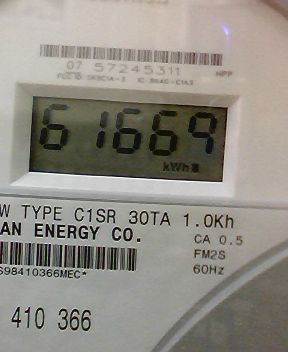 07 57245311 HPP
61669
kWh
W TYPE C1SR 30TA 1.0Kh
AN ENERGY CO.
CA 0.5
FM2S
60Hz
S98410366MEC*
410 366